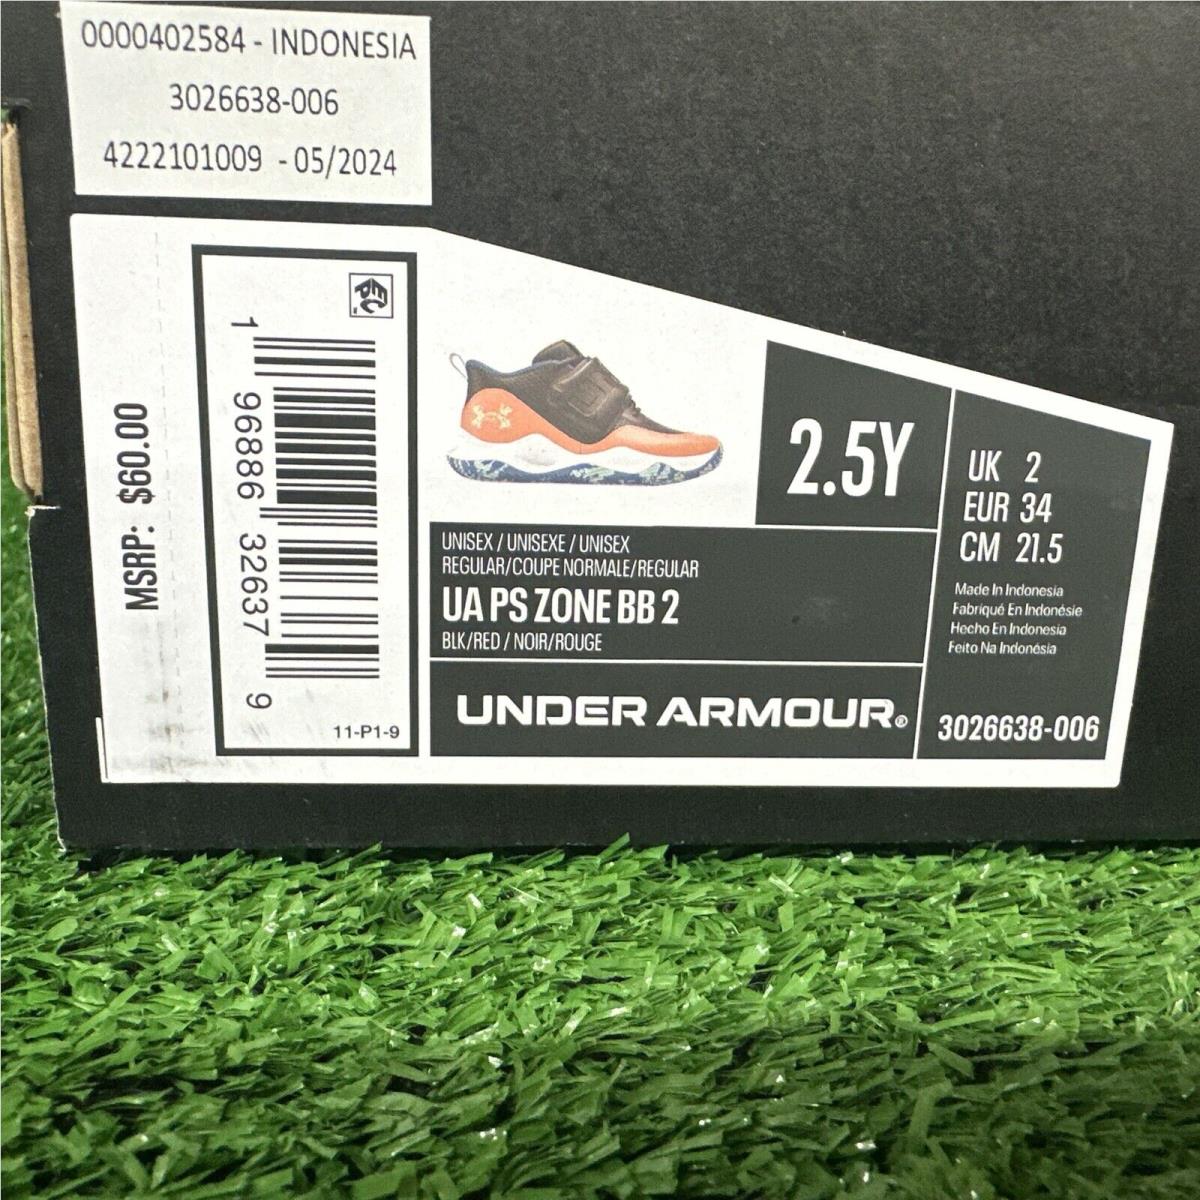 0000402584 - INDONESIA
3026638-006
4222101009 - 05/2024
MSRP: $60.00
1 96886 32637 9
11-P1-9
2.5Y
UK 2
EUR 34
CM 21.5
UNISEX / UNISEXE / UNISEX
REGULAR/COUPE NORMALE/REGULAR
UA PS ZONE BB 2
BLK/RED / NOIR/ROUGE
Made In Indonesia
Fabriqué En Indonésie
Hecho En Indonesia
Feito Na Indonésia
UNDER ARMOUR®
3026638-006